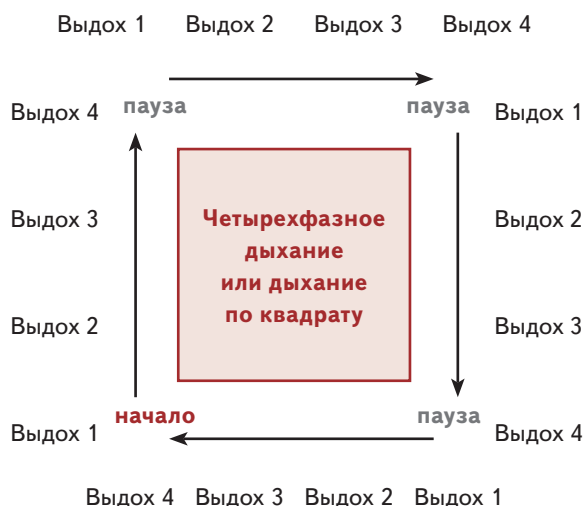 Выдох 1 Выдох 2 Выдох 3 Выдох 4
Выдох 4 пауза пауза Выдох 1
Выдох 3 Четырехфазное Выдох 2
дыхание
или дыхание
по квадрату
Выдох 2 Выдох 3
начало пауза
Выдох 1 Выдох 4
Выдох 4 Выдох 3 Выдох 2 Выдох 1